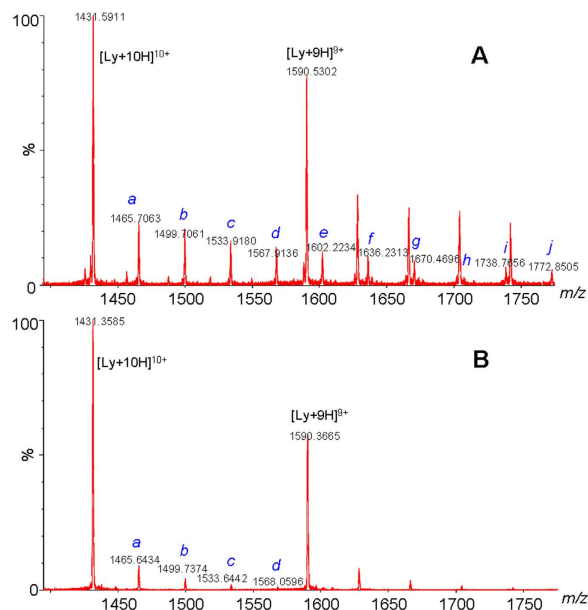 100
1431.5911
[Ly+10H]10+
[Ly+9H]9+
1590.5302
A
%
a
1465.7063
b
1499.7061
c
1533.9180
d
1567.9136
e
1602.2234
f
1636.2313
g
1670.4696
h
i
1738.7656
j
1772.8505
0
1450 1500 1550 1600 1650 1700 1750 m/z
100
1431.3585
[Ly+10H]10+
B
[Ly+9H]9+
1590.3665
%
a
1465.6434
b
1499.7374
c
1533.6442
d
1568.0596
0
1450 1500 1550 1600 1650 1700 1750 m/z